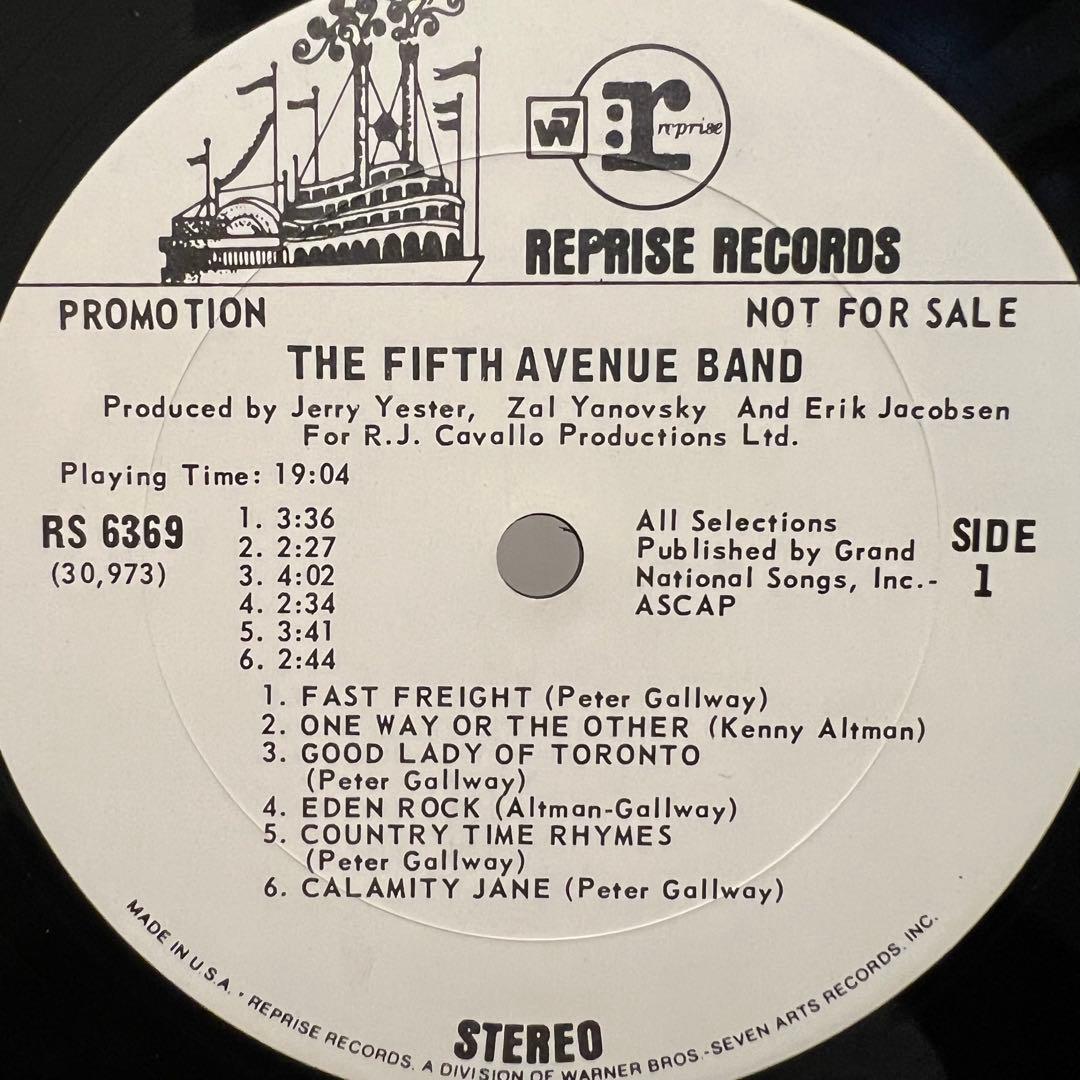 W7
r:
reprise
REPRISE RECORDS
PROMOTION
NOT FOR SALE
THE FIFTH AVENUE BAND
Produced by Jerry Yester, Zal Yanovsky And Erik Jacobsen
For R.J. Cavallo Productions Ltd.
Playing Time: 19:04
RS 6369
(30,973)
1. 3:36
2. 2:27
3. 4:02
4. 2:34
5. 3:41
6. 2:44
All Selections
Published by Grand
National Songs, Inc.-
ASCAP
SIDE
1
1. FAST FREIGHT (Peter Gallway)
2. ONE WAY OR THE OTHER (Kenny Altman)
3. GOOD LADY OF TORONTO
(Peter Gallway)
4. EDEN ROCK (Altman-Gallway)
5. COUNTRY TIME RHYMES
(Peter Gallway)
6. CALAMITY JANE (Peter Gallway)
STEREO
MADE IN U.S.A. • REPRISE RECORDS, A DIVISION OF WARNER BROS.-SEVEN ARTS RECORDS, INC.